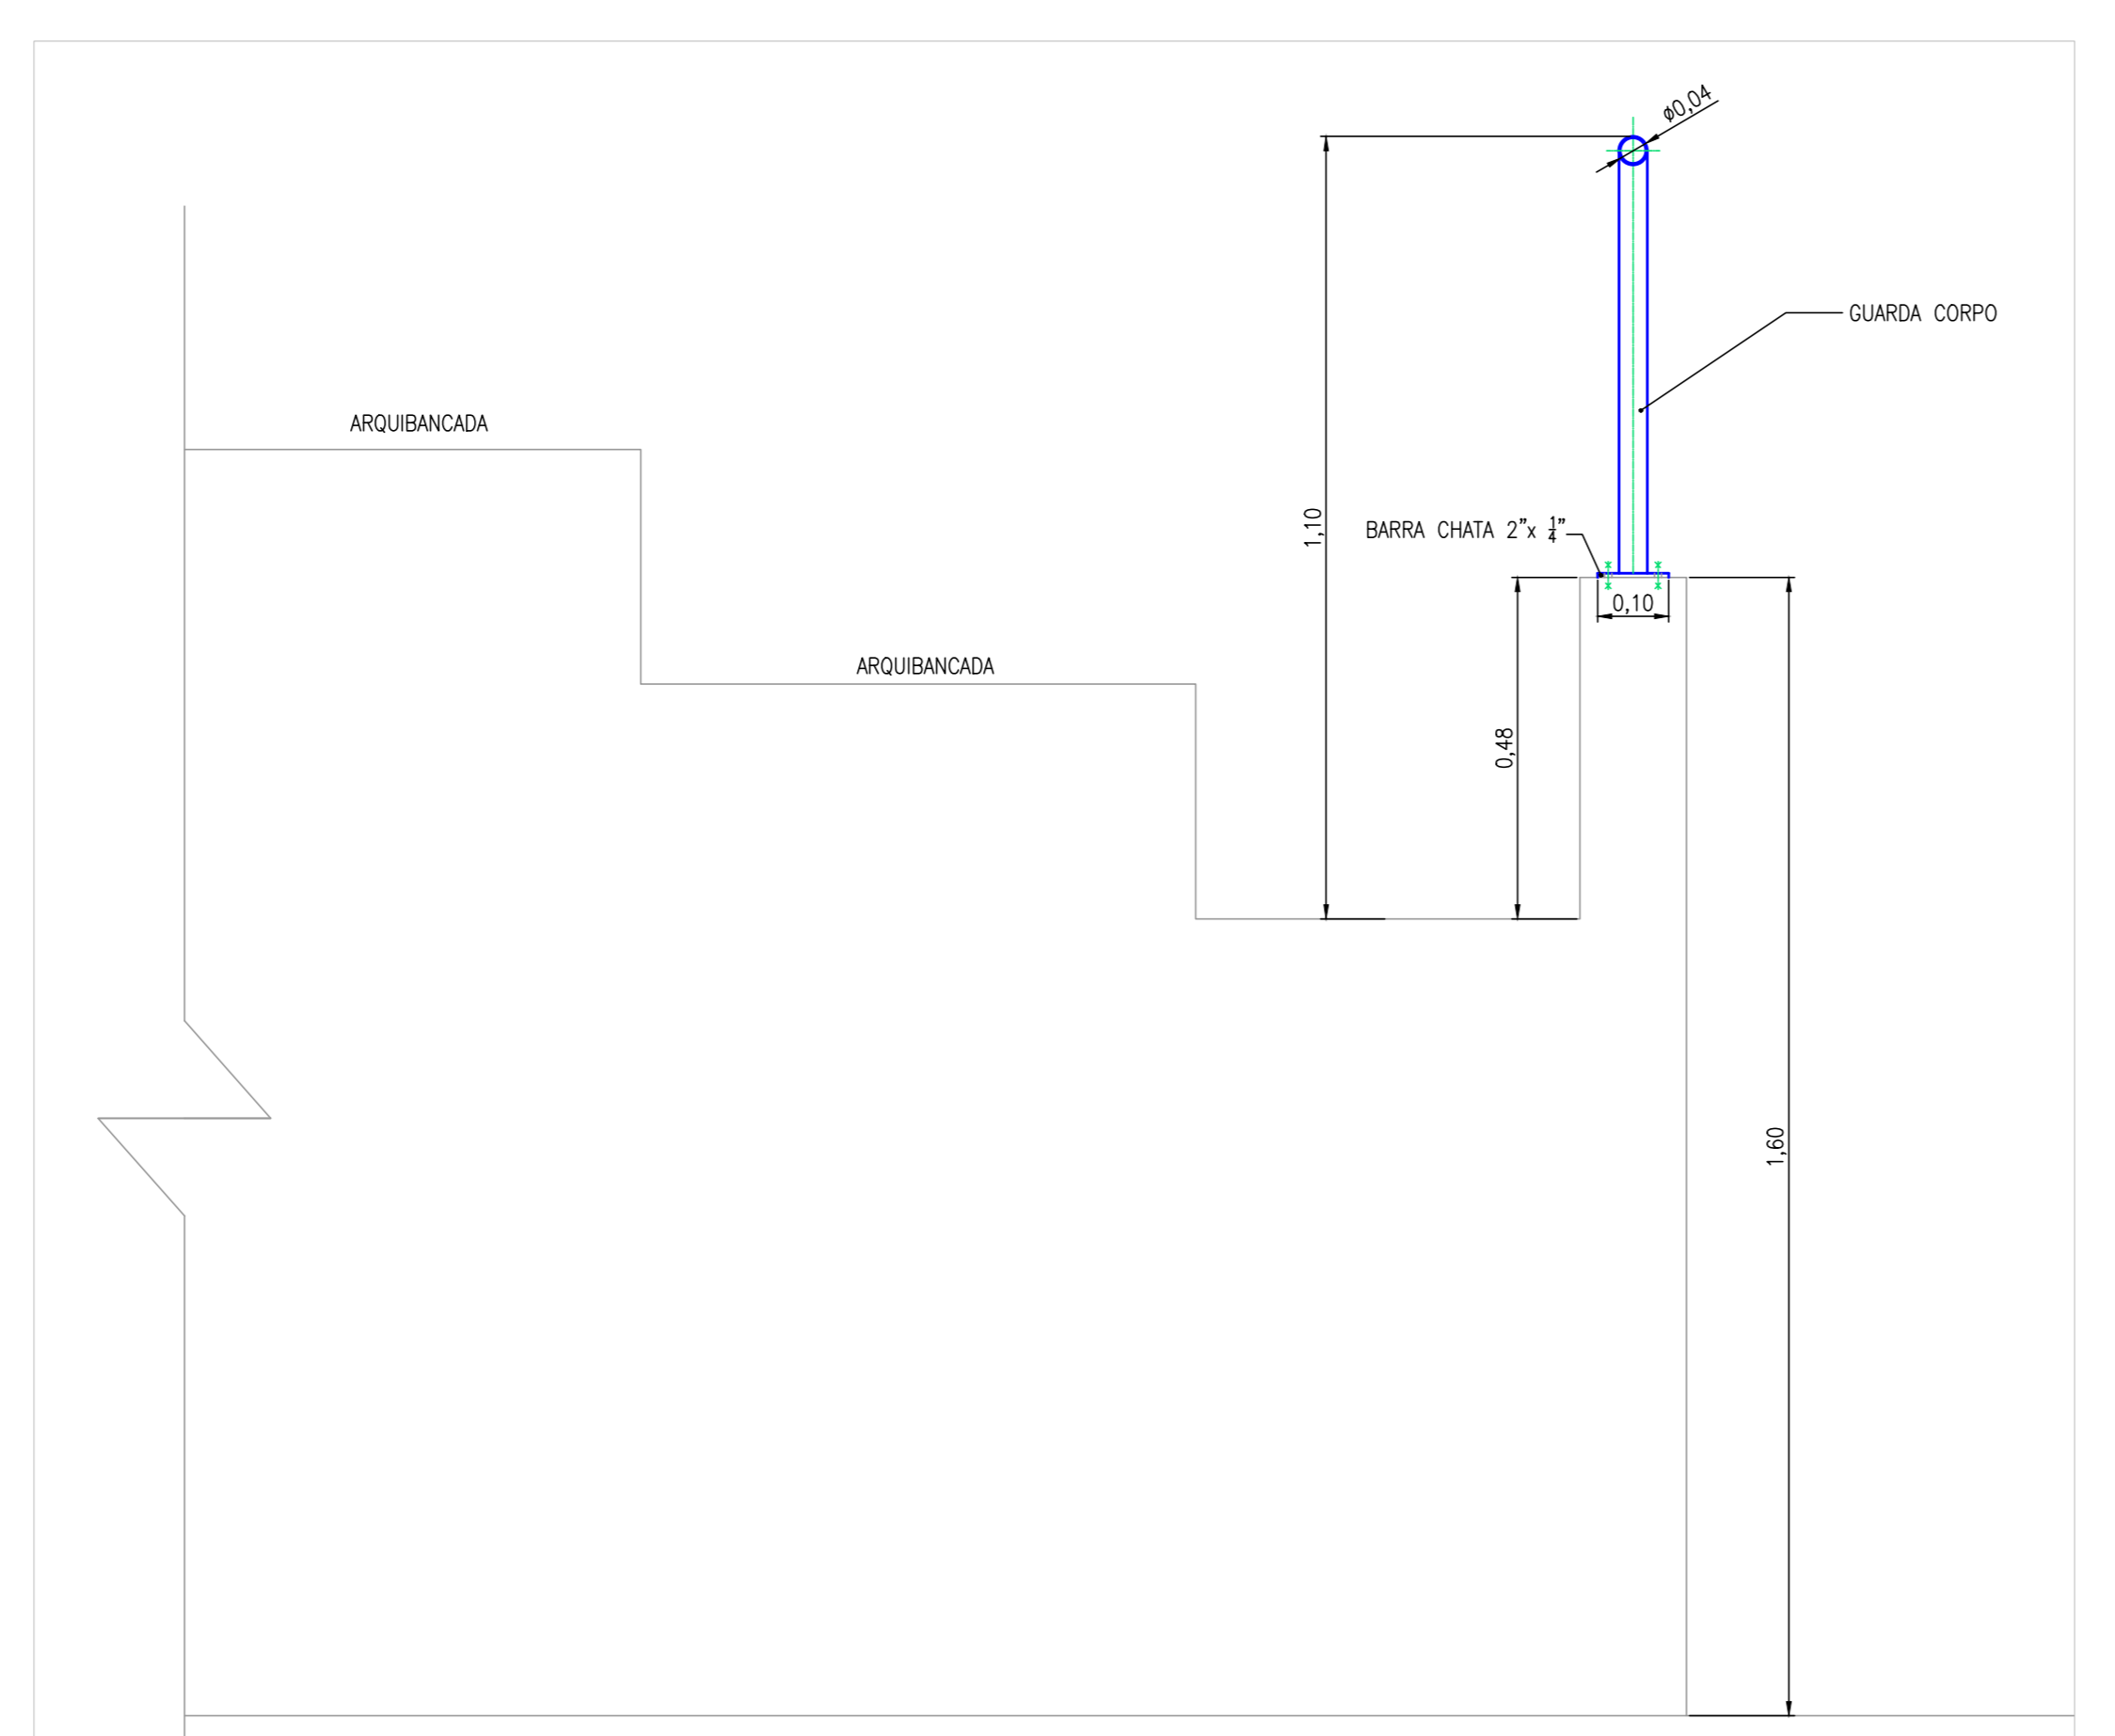 ø0,04
GUARDA CORPO
ARQUIBANCADA
1,10
BARRA CHATA 2"x 1/4"
0,10
ARQUIBANCADA
0,48
1,60